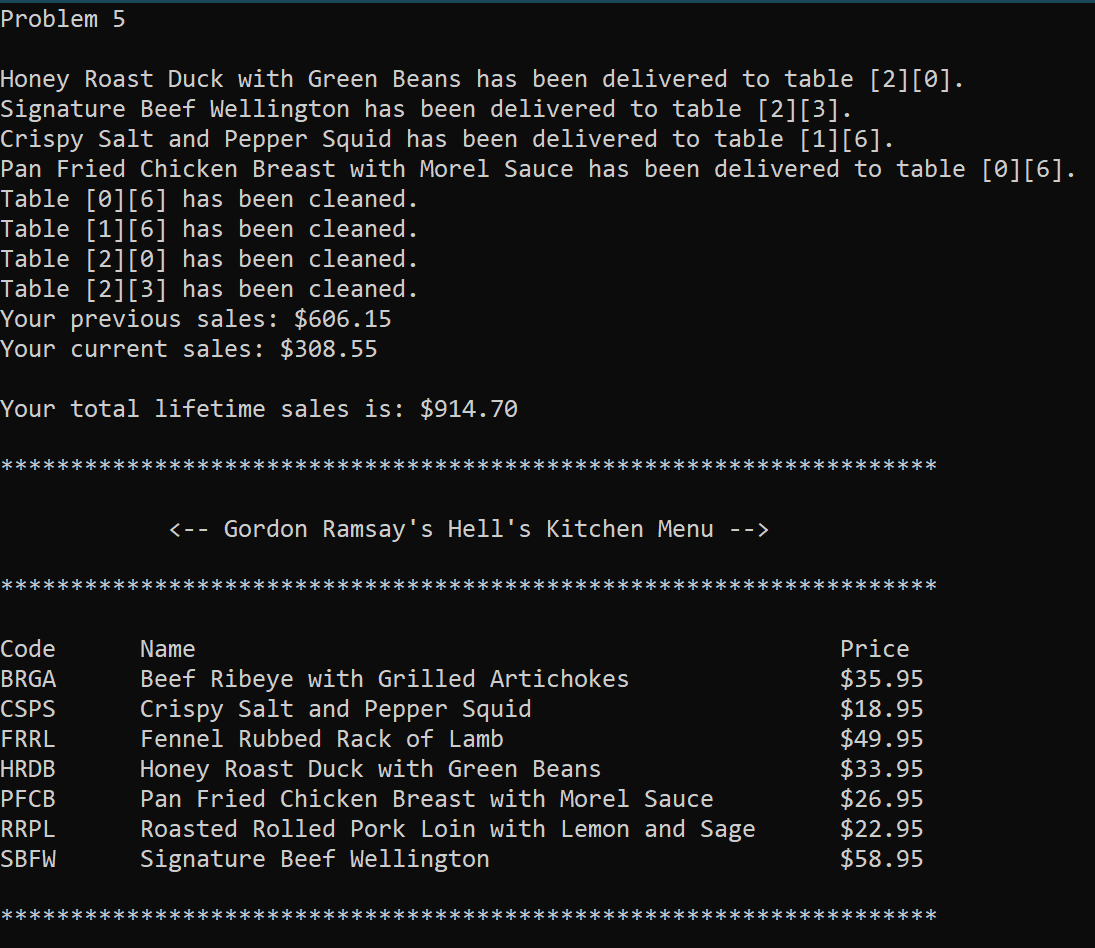 Problem 5
Honey Roast Duck with Green Beans has been delivered to table [2][0].
Signature Beef Wellington has been delivered to table [2][3].
Crispy Salt and Pepper Squid has been delivered to table [1][6].
Pan Fried Chicken Breast with Morel Sauce has been delivered to table [0][6].
Table [0][6] has been cleaned.
Table [1][6] has been cleaned.
Table [2][0] has been cleaned.
Table [2][3] has been cleaned.
Your previous sales: $606.15
Your current sales: $308.55
Your total lifetime sales is: $914.70
*******************************************************************
<-- Gordon Ramsay's Hell's Kitchen Menu -->
*******************************************************************
Code      Name                                              Price
BRGA      Beef Ribeye with Grilled Artichokes               $35.95
CSPS      Crispy Salt and Pepper Squid                      $18.95
FRRL      Fennel Rubbed Rack of Lamb                        $49.95
HRDB      Honey Roast Duck with Green Beans                 $33.95
PFCB      Pan Fried Chicken Breast with Morel Sauce         $26.95
RRPL      Roasted Rolled Pork Loin with Lemon and Sage      $22.95
SBFW      Signature Beef Wellington                         $58.95
*******************************************************************